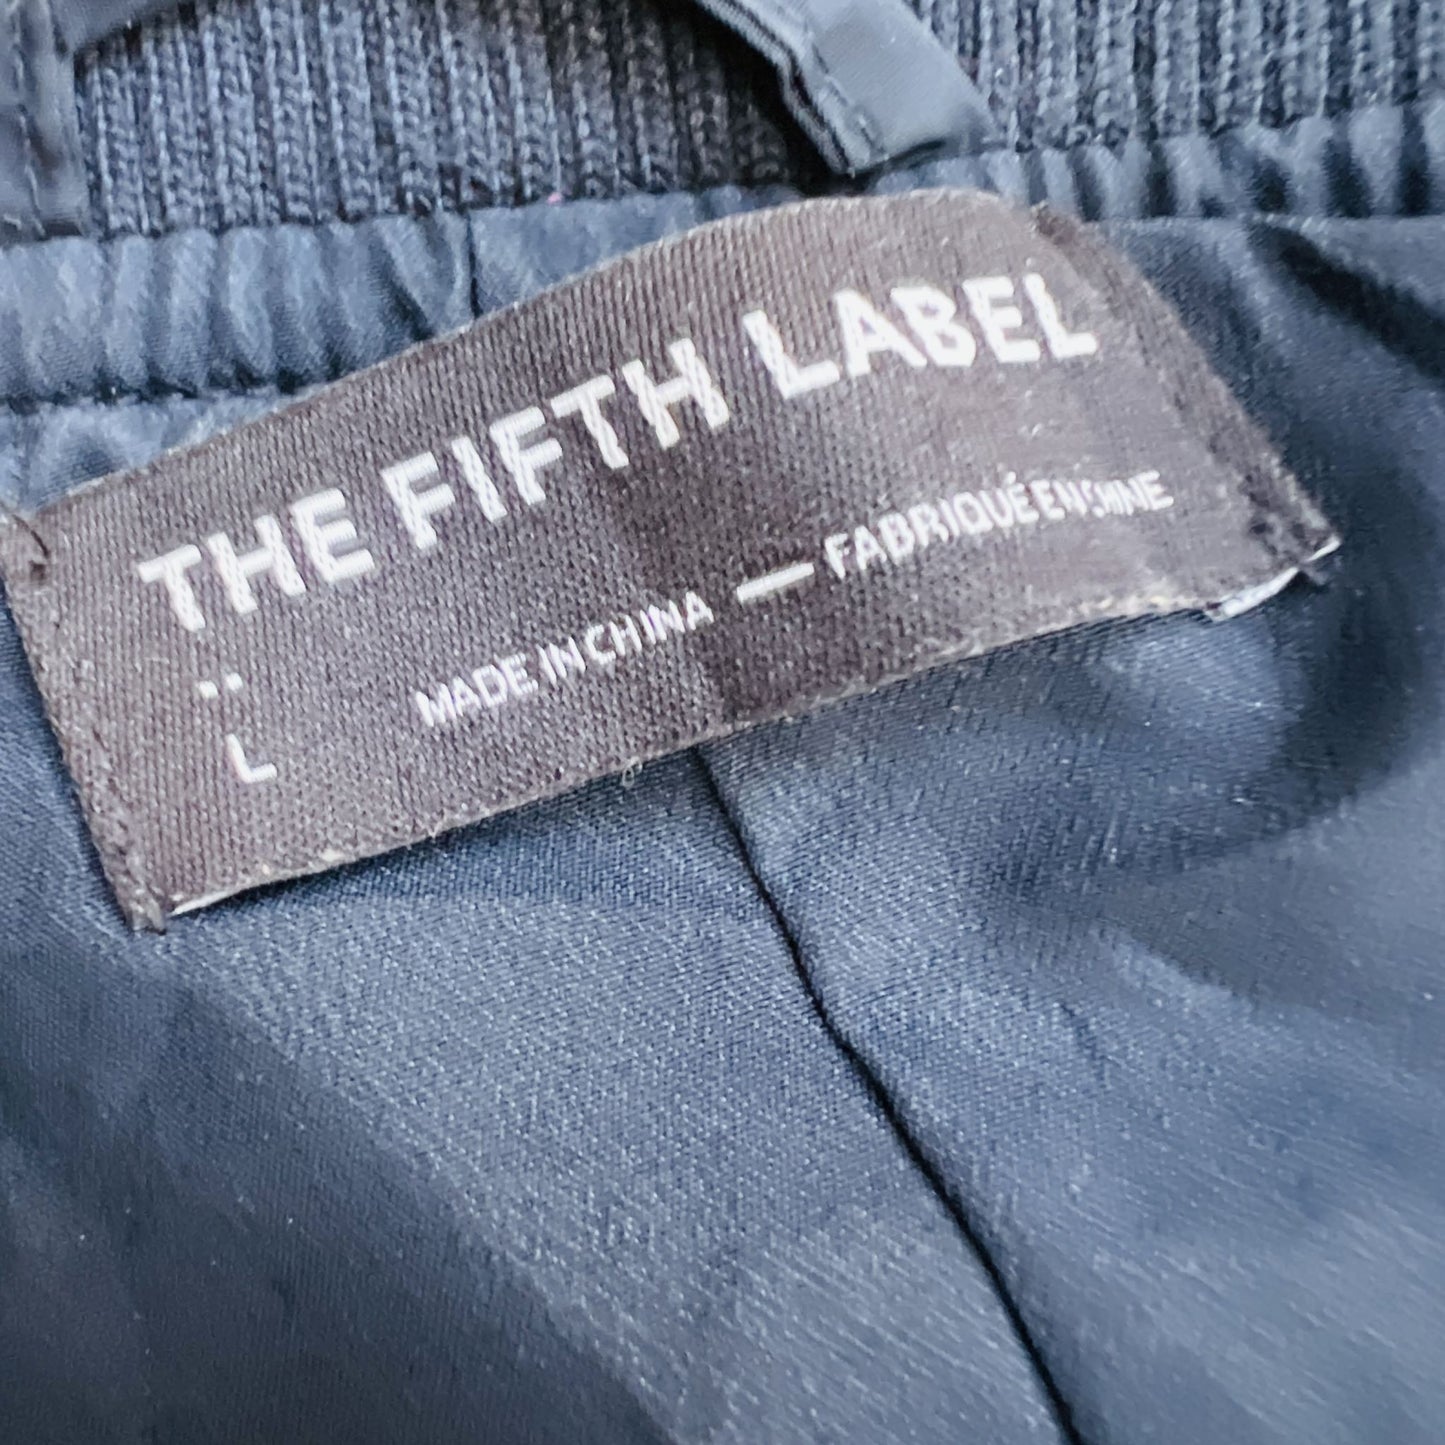 THE FIFTH LABEL
MADE IN CHINA — FABRIQUÉ EN CHINE
L